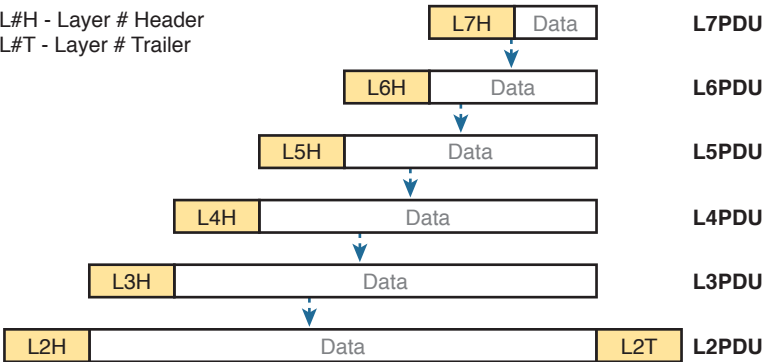 L#H - Layer # Header
L#T - Layer # Trailer
L7H Data L7PDU
L6H Data L6PDU
L5H Data L5PDU
L4H Data L4PDU
L3H Data L3PDU
L2H Data L2T L2PDU